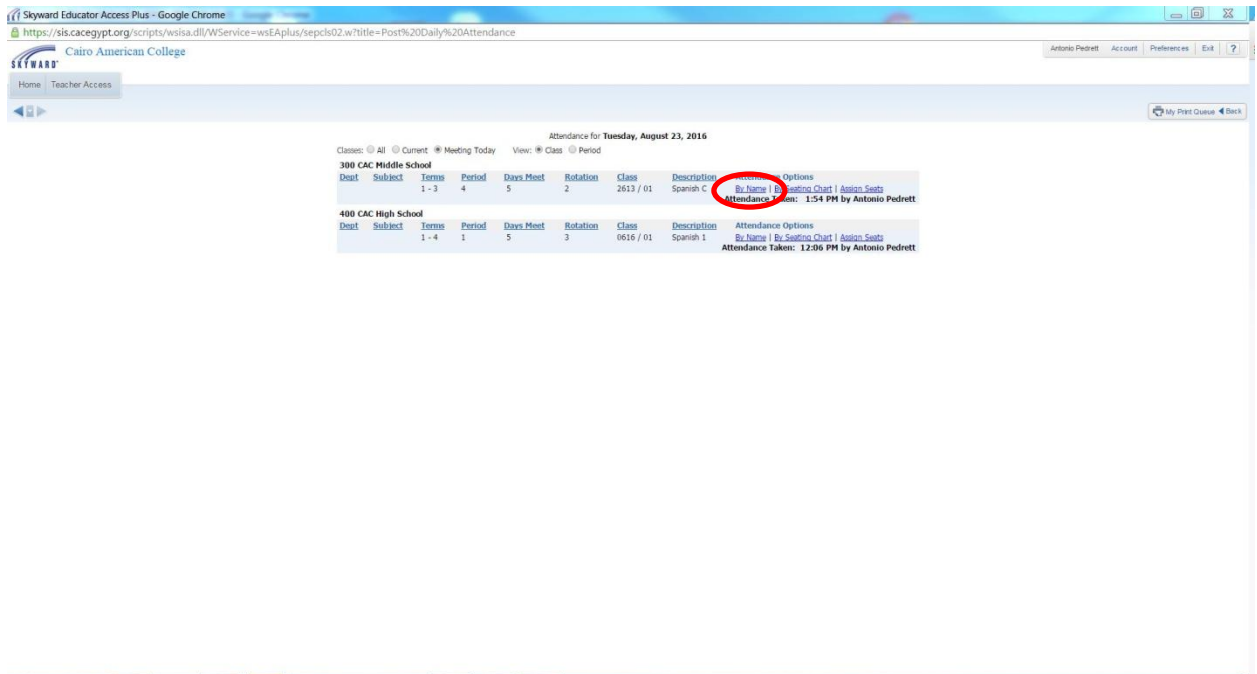 Skyward Educator Access Plus - Google Chrome
https://sis.cacegypt.org/scripts/wsisa.dll/WService=wsEAplus/sepcls02.w?title=Post%20Daily%20Attendance
SKYWARD Cairo American College Antonio Pedrett Account Preferences Exit ?
Home Teacher Access
My Print Queue Back
Attendance for Tuesday, August 23, 2016
Classes: All Current Meeting Today View: Class Period
300 CAC Middle School
Dept Subject Terms Period Days Meet Rotation Class Description Attendance Options
1 - 3 4 5 2 2613 / 01 Spanish C By Name | By Seating Chart | Assign Seats
Attendance Taken: 1:54 PM by Antonio Pedrett
400 CAC High School
Dept Subject Terms Period Days Meet Rotation Class Description Attendance Options
1 - 4 1 5 3 0616 / 01 Spanish 1 By Name | By Seating Chart | Assign Seats
Attendance Taken: 12:06 PM by Antonio Pedrett